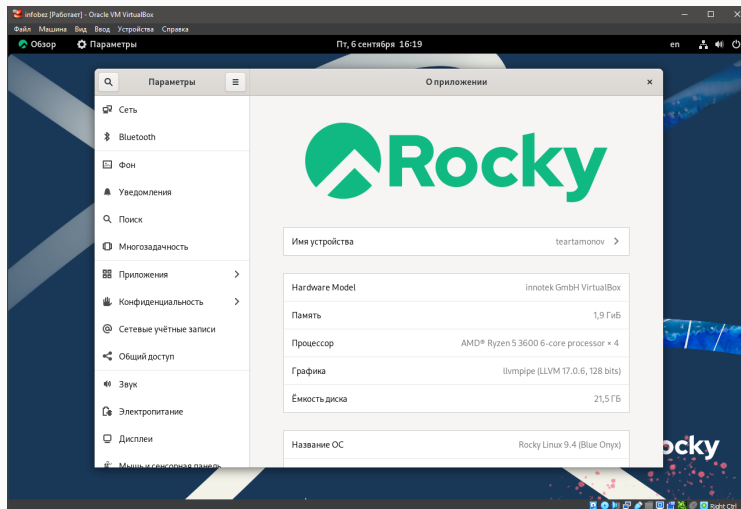 infobez [Работает] - Oracle VM VirtualBox
Файл Машина Вид Ввод Устройства Справка
Обзор Параметры Пт, 6 сентября 16:19 en
Параметры О приложении
Сеть
Bluetooth
Фон
Уведомления
Поиск
Многозадачность
Приложения
Конфиденциальность
Сетевые учётные записи
Общий доступ
Звук
Электропитание
Дисплеи
Мышь и сенсорная панель
Rocky
Имя устройства teartamonov
Hardware Model innotek GmbH VirtualBox
Память 1,9 ГиБ
Процессор AMD® Ryzen 5 3600 6-core processor × 4
Графика llvmpipe (LLVM 17.0.6, 128 bits)
Ёмкость диска 21,5 ГБ
Название ОС Rocky Linux 9.4 (Blue Onyx)
ocky
Right Ctrl